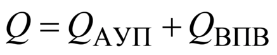 Q = Q_АУП + Q_ВПВ